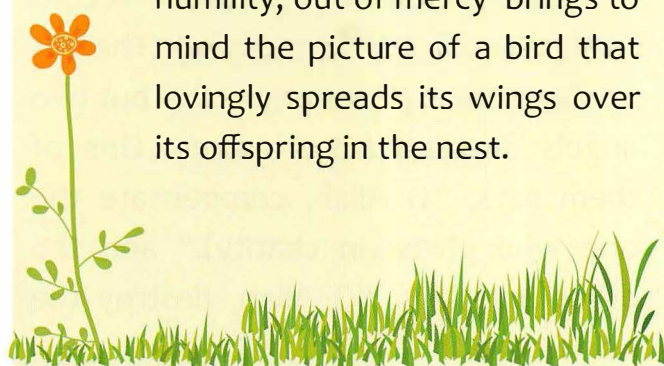 humility, out of mercy' brings to
mind the picture of a bird that
lovingly spreads its wings over
its offspring in the nest.